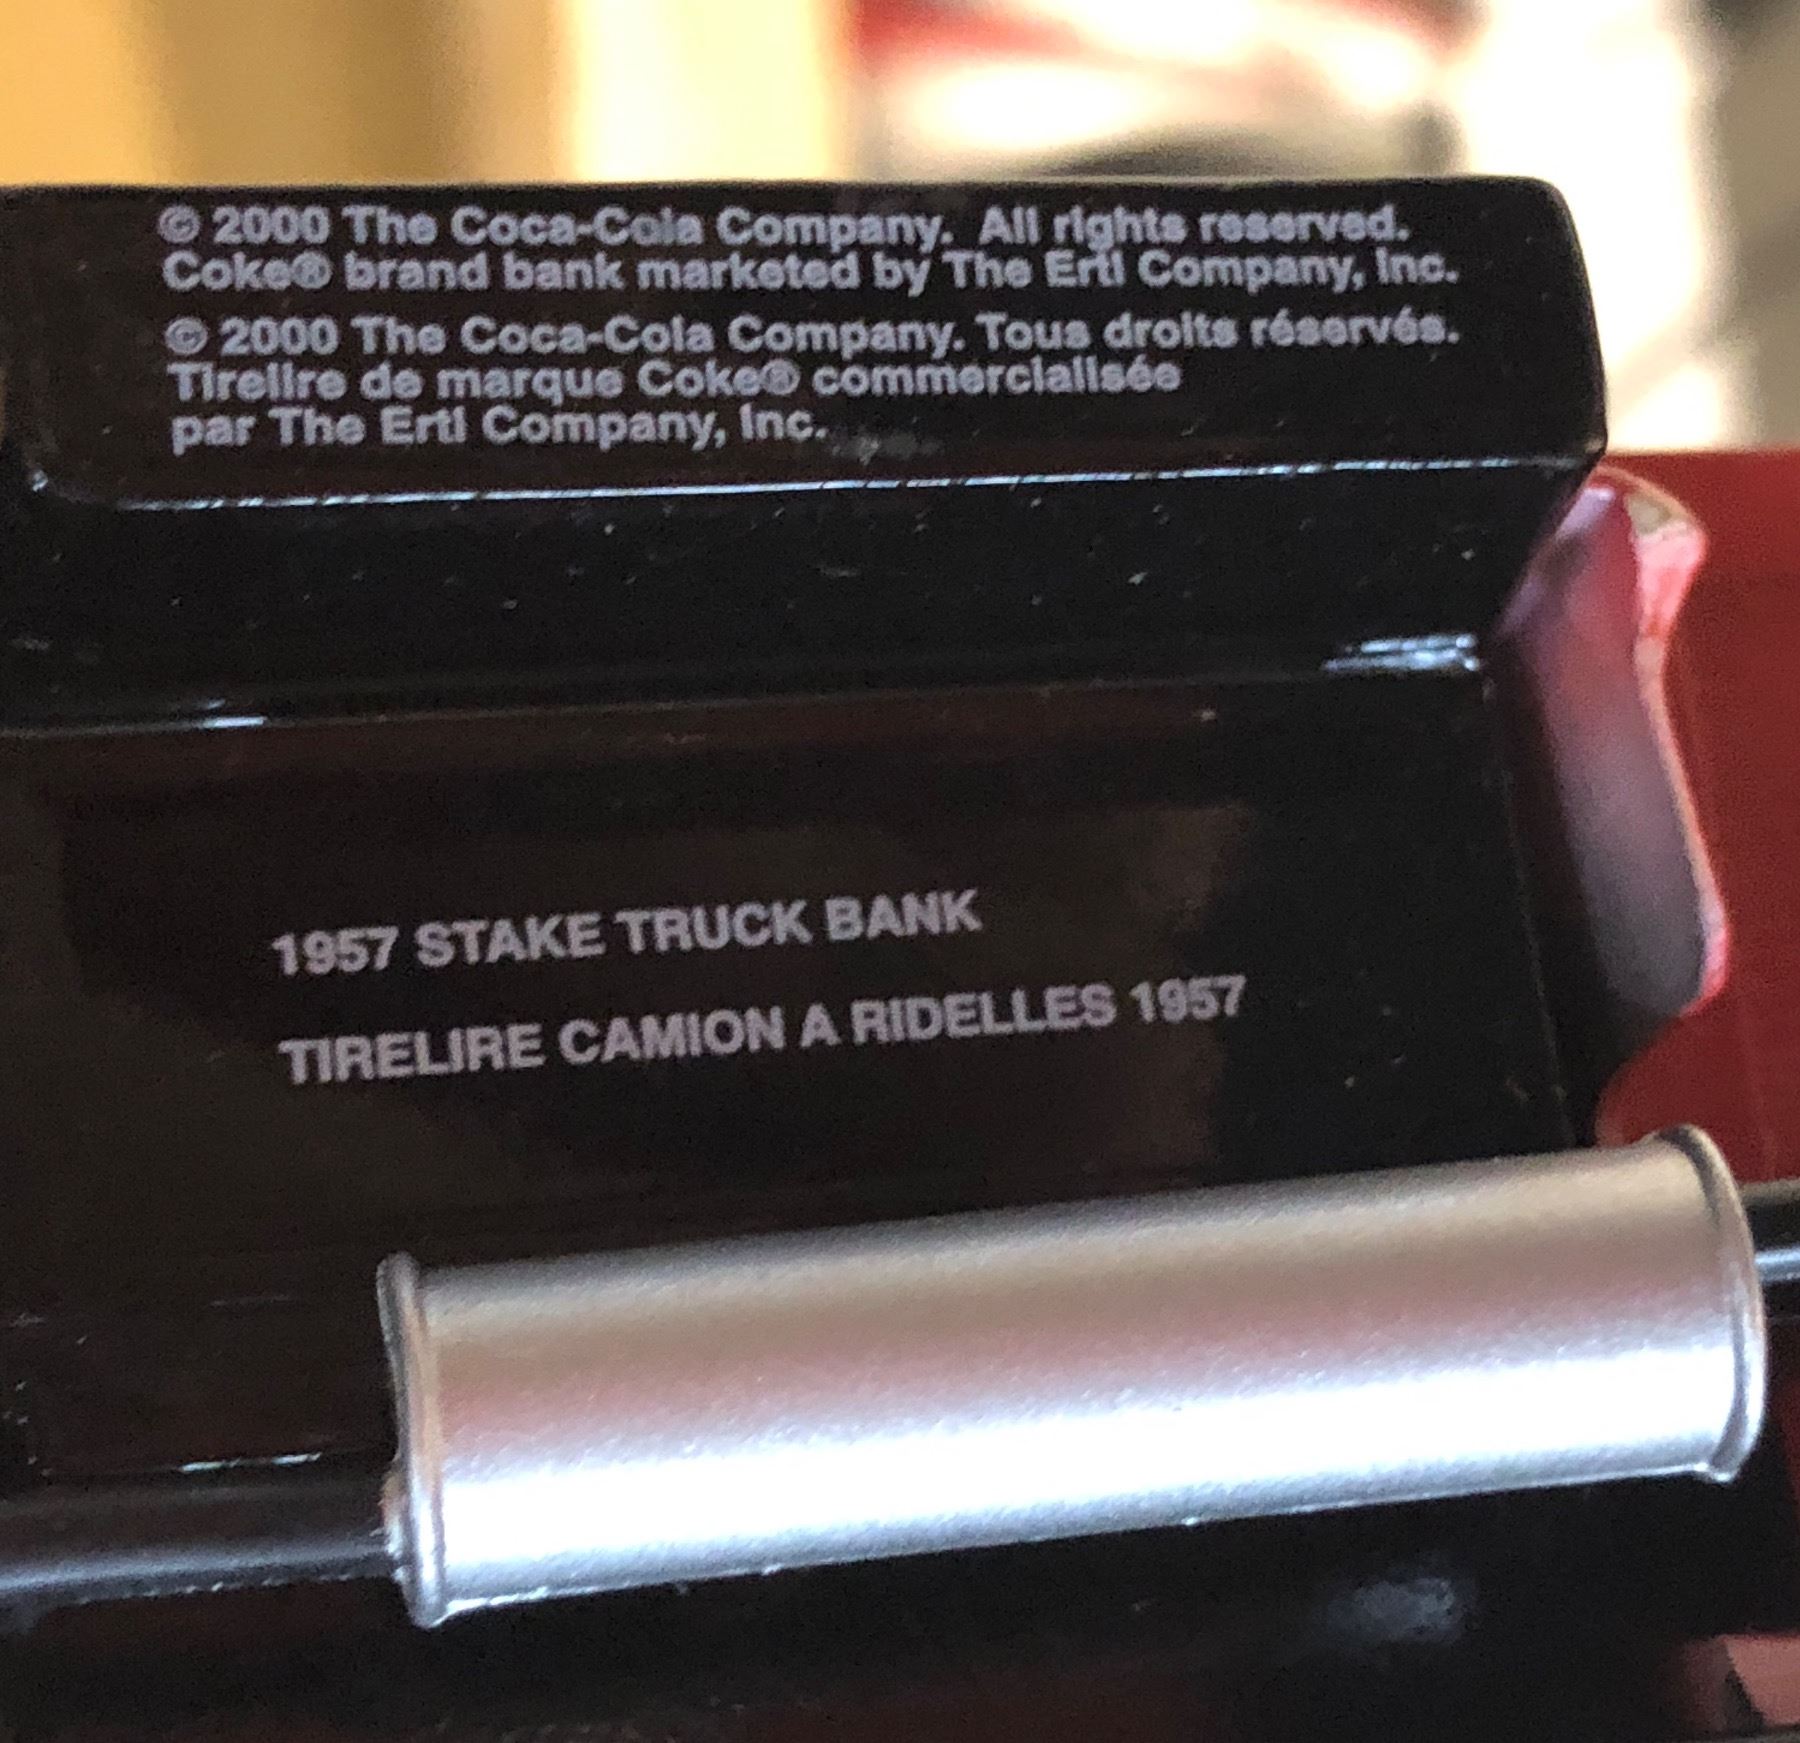 © 2000 The Coca-Cola Company. All rights reserved.
Coke® brand bank marketed by The Ertl Company, Inc.
© 2000 The Coca-Cola Company. Tous droits réservés.
Tirelire de marque Coke® commercialisée
par The Ertl Company, Inc.
1957 STAKE TRUCK BANK
TIRELIRE CAMION A RIDELLES 1957